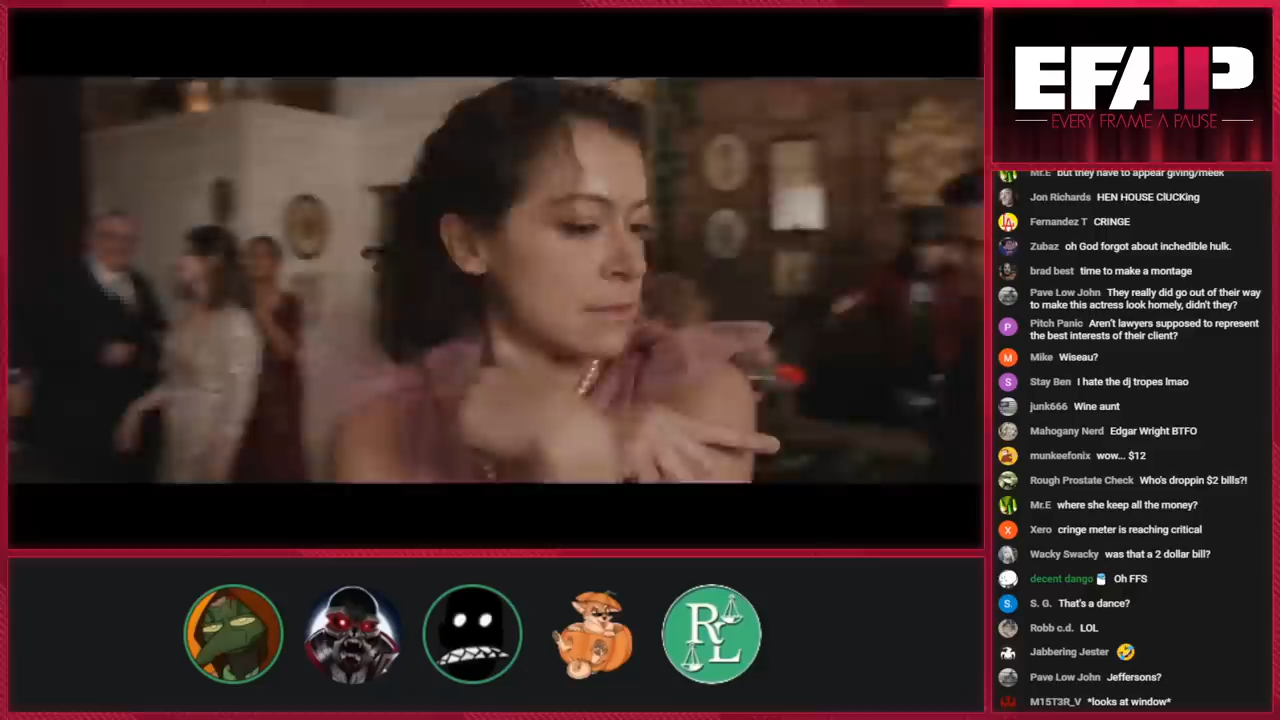 EFAP
EVERY FRAME A PAUSE
Mr.E but they have to appear giving/meek
Jon Richards HEN HOUSE ClUCKing
Fernandez T CRINGE
Zubaz oh God forgot about inchedible hulk.
brad best time to make a montage
Pave Low John They really did go out of their way
to make this actress look homely, didn't they?
P
Pitch Panic Aren't lawyers supposed to represent
the best interests of their client?
M
Mike Wiseau?
S
Stay Ben I hate the dj tropes lmao
junk666 Wine aunt
Mahogany Nerd Edgar Wright BTFO
munkeefonix wow... $12
Rough Prostate Check Who's droppin $2 bills?!
Mr.E where she keep all the money?
X
Xero cringe meter is reaching critical
Wacky Swacky was that a 2 dollar bill?
decent dango Oh FFS
S.
S. G. That's a dance?
Robb c.d. LOL
Jabbering Jester 🤣
Pave Low John Jeffersons?
M15T3R_V *looks at window*
RL